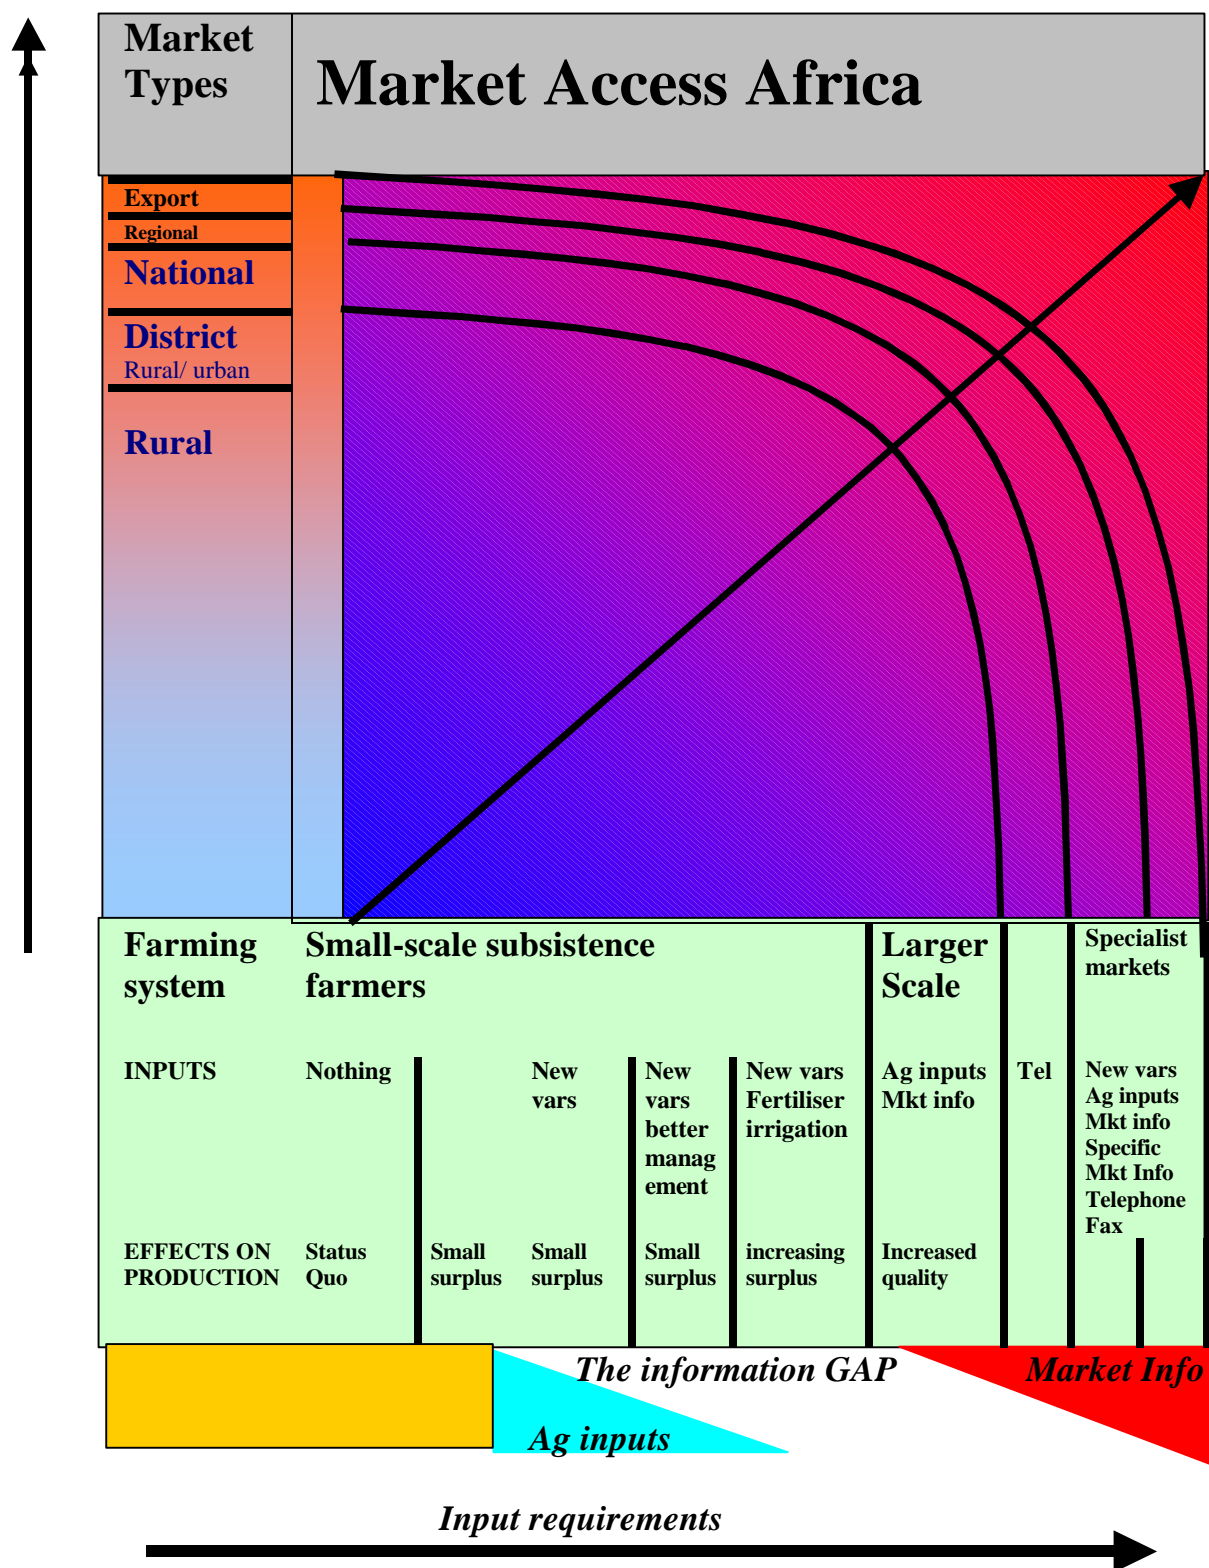 Market
Types
Market Access Africa
Export
Regional
National
District
Rural/ urban
Rural
Farming
system
Small-scale subsistence
farmers
Larger
Scale
Specialist
markets
INPUTS
Nothing
New
vars
New
vars
better
manag
ement
New vars
Fertiliser
irrigation
Ag inputs
Mkt info
Tel
New vars
Ag inputs
Mkt info
Specific
Mkt Info
Telephone
Fax
EFFECTS ON
PRODUCTION
Status
Quo
Small
surplus
Small
surplus
Small
surplus
increasing
surplus
Increased
quality
The information GAP
Market Info
Ag inputs
Input requirements